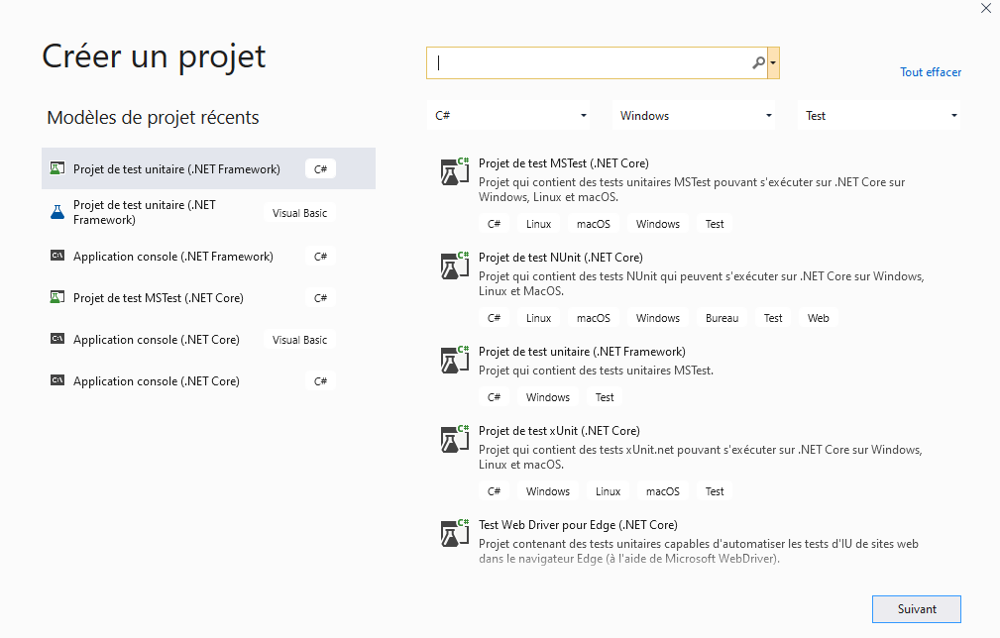 Créer un projet
Tout effacer
Modèles de projet récents
C#
Windows
Test
Projet de test unitaire (.NET Framework)
C#
Projet de test unitaire (.NET
Framework)
Visual Basic
Application console (.NET Framework)
C#
Projet de test MSTest (.NET Core)
C#
Application console (.NET Core)
Visual Basic
Application console (.NET Core)
C#
Projet de test MSTest (.NET Core)
Projet qui contient des tests unitaires MSTest pouvant s'exécuter sur .NET Core sur
Windows, Linux et macOS.
C# Linux macOS Windows Test
Projet de test NUnit (.NET Core)
Projet qui contient des tests NUnit qui peuvent s'exécuter sur .NET Core sur Windows,
Linux et MacOS.
C# Linux macOS Windows Bureau Test Web
Projet de test unitaire (.NET Framework)
Projet qui contient des tests unitaires MSTest.
C# Windows Test
Projet de test xUnit (.NET Core)
Projet qui contient des tests xUnit.net pouvant s'exécuter sur .NET Core sur Windows,
Linux et macOS.
C# Windows Linux macOS Test
Test Web Driver pour Edge (.NET Core)
Projet contenant des tests unitaires capables d'automatiser les tests d'IU de sites web
dans le navigateur Edge (à l'aide de Microsoft WebDriver).
Suivant